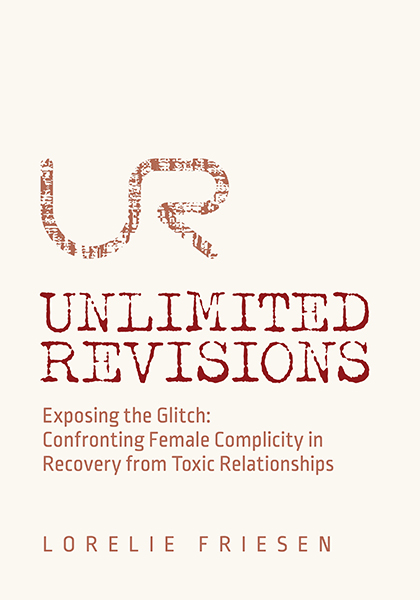 UR
UNLIMITED
REVISIONS
Exposing the Glitch:
Confronting Female Complicity in
Recovery from Toxic Relationships
LORELIE FRIESEN